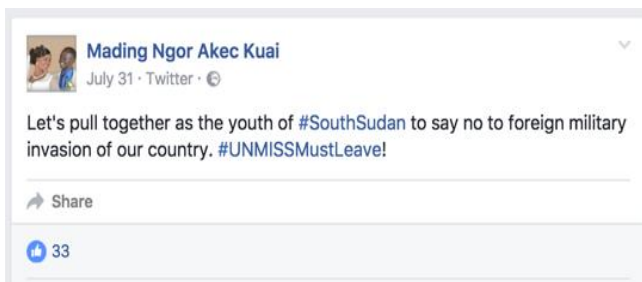 Mading Ngor Akec Kuai
July 31 · Twitter ·
Let's pull together as the youth of #SouthSudan to say no to foreign military
invasion of our country. #UNMISSMustLeave!
Share
33